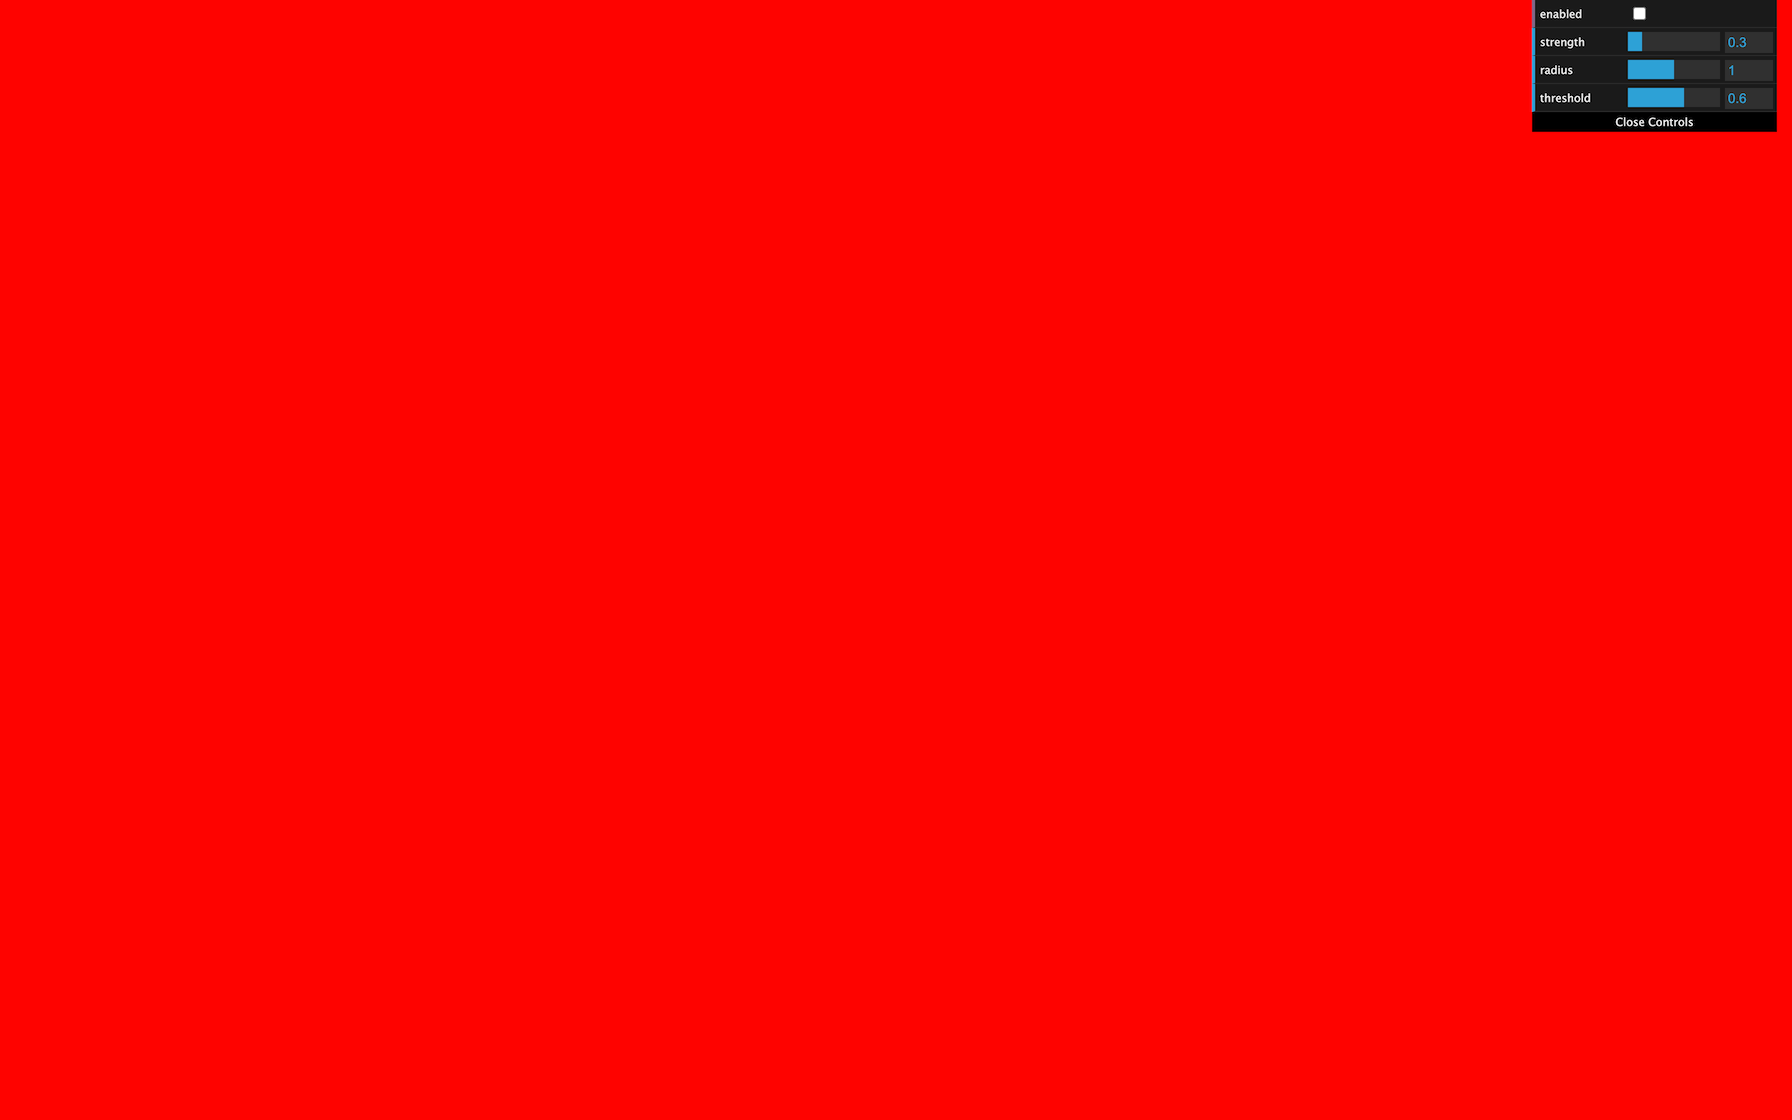 enabled
strength 0.3
radius 1
threshold 0.6
Close Controls